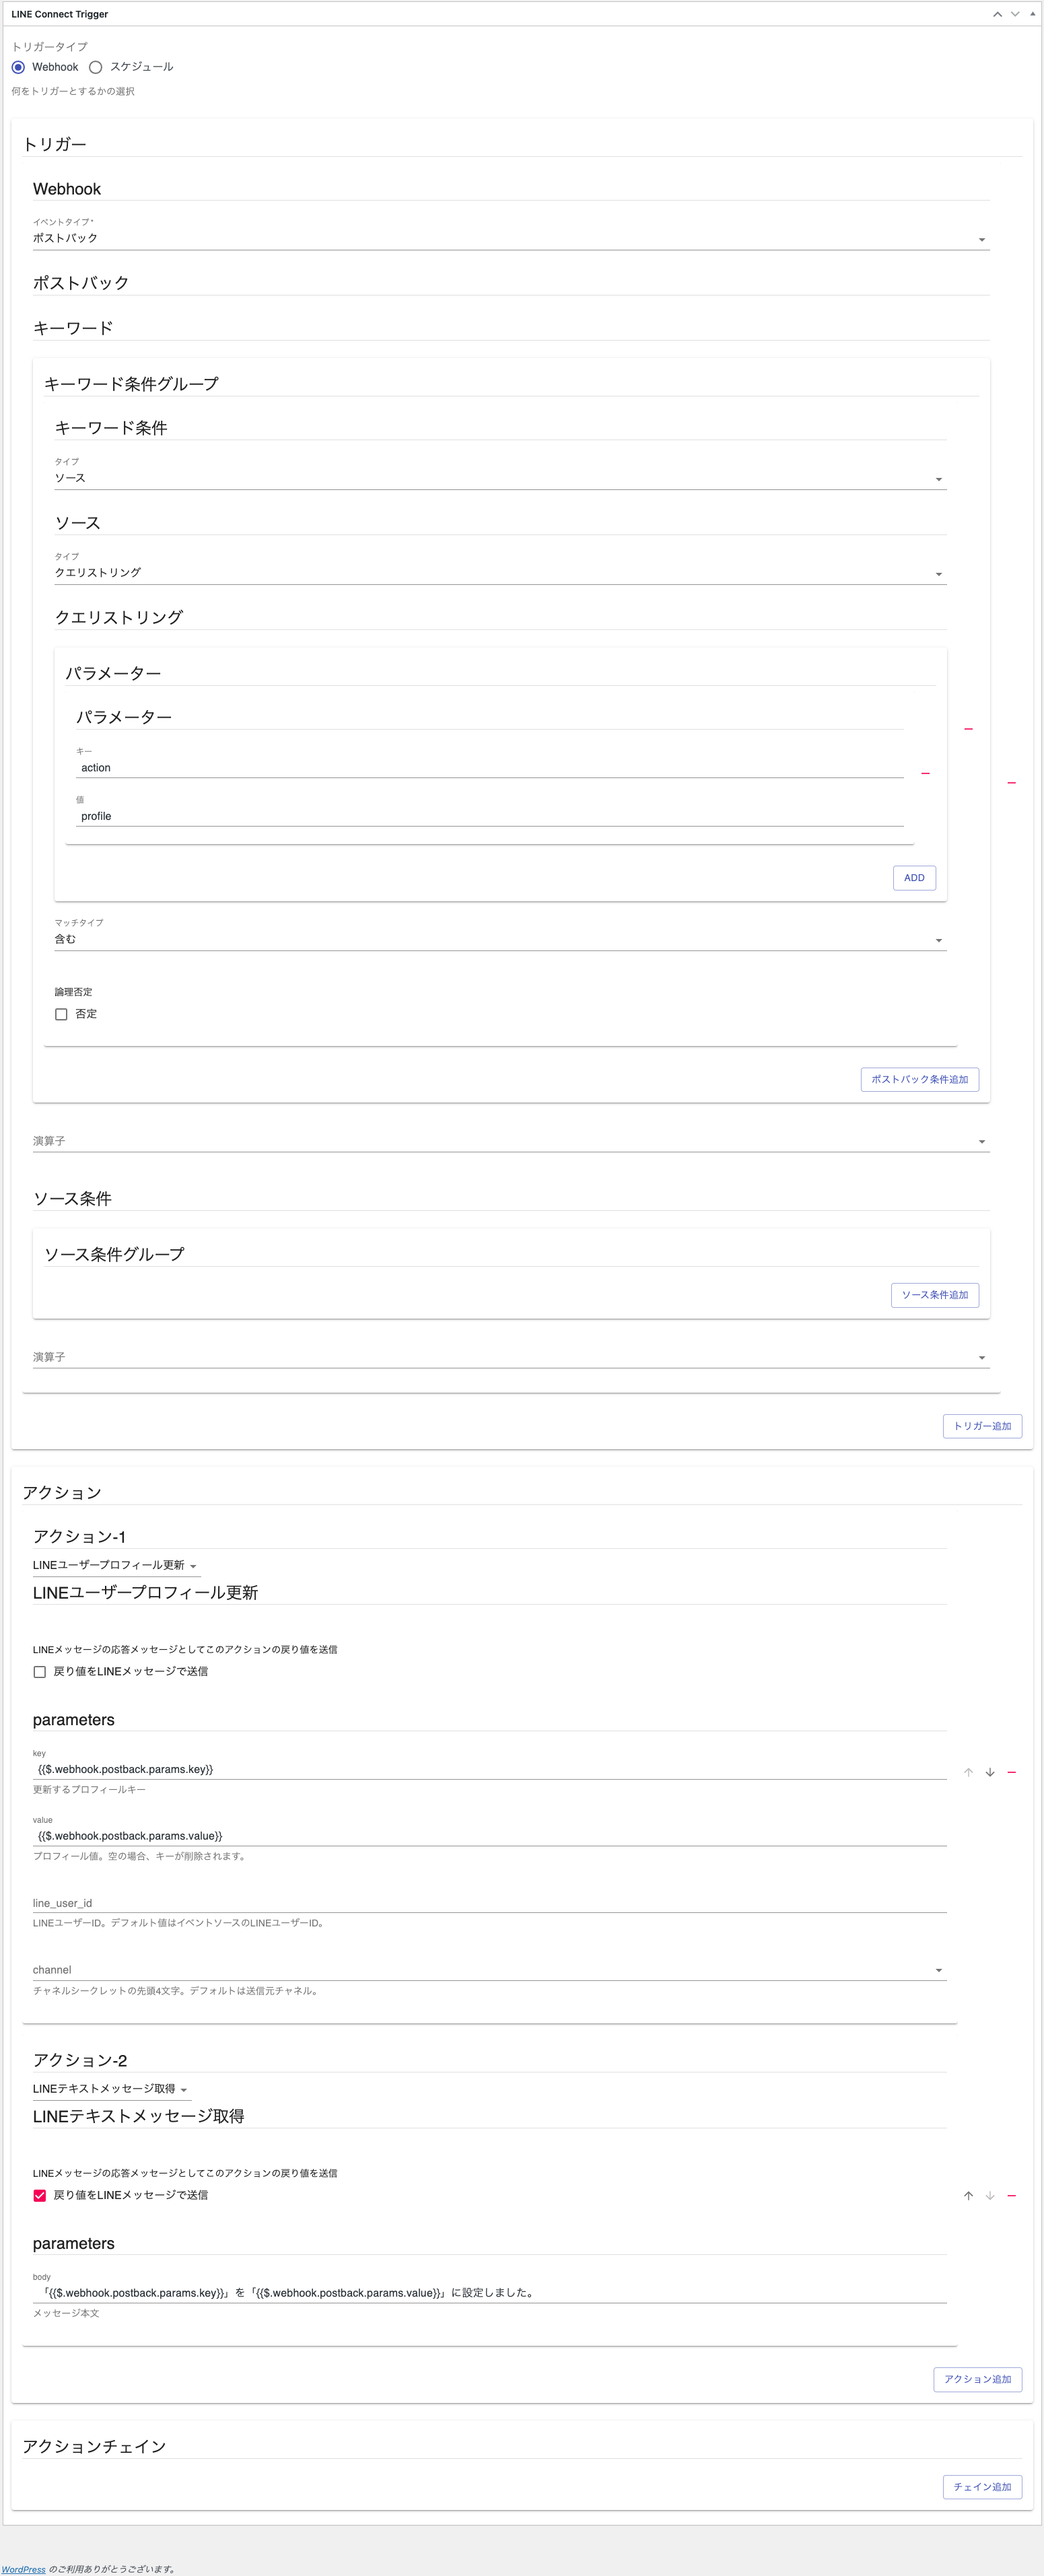 LINE Connect Trigger
トリガータイプ
Webhook スケジュール
何をトリガーとするかの選択
トリガー
Webhook
イベントタイプ*
ポストバック
ポストバック
キーワード
キーワード条件グループ
キーワード条件
タイプ
ソース
ソース
タイプ
クエリストリング
クエリストリング
パラメーター
パラメーター
キー
action
値
profile
ADD
マッチタイプ
含む
論理否定
否定
ポストバック条件追加
演算子
ソース条件
ソース条件グループ
ソース条件追加
演算子
トリガー追加
アクション
アクション-1
LINEユーザープロフィール更新
LINEユーザープロフィール更新
LINEメッセージの応答メッセージとしてこのアクションの戻り値を送信
戻り値をLINEメッセージで送信
parameters
key
{{$.webhook.postback.params.key}}
更新するプロフィールキー
value
{{$.webhook.postback.params.value}}
プロフィール値。空の場合、キーが削除されます。
line_user_id
LINEユーザーID。デフォルト値はイベントソースのLINEユーザーID。
channel
チャネルシークレットの先頭4文字。デフォルトは送信元チャネル。
アクション-2
LINEテキストメッセージ取得
LINEテキストメッセージ取得
LINEメッセージの応答メッセージとしてこのアクションの戻り値を送信
戻り値をLINEメッセージで送信
parameters
body
「{{$.webhook.postback.params.key}}」を「{{$.webhook.postback.params.value}}」に設定しました。
メッセージ本文
アクション追加
アクションチェイン
チェイン追加
WordPress のご利用ありがとうございます。